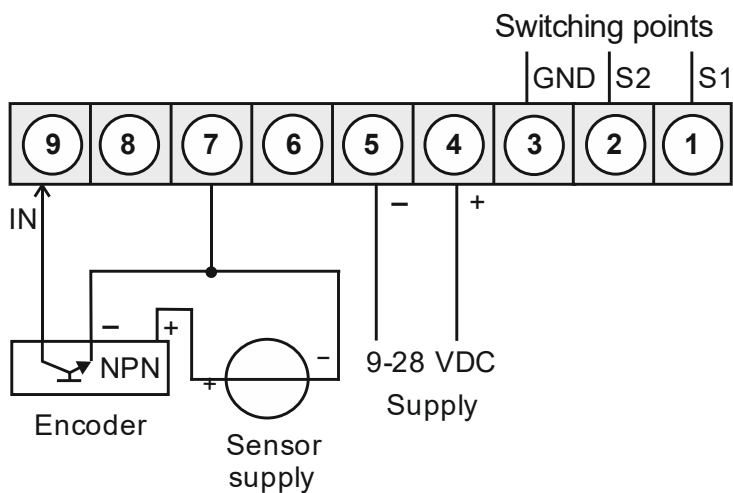 Switching points
GND S2 S1
9 8 7 6 5 4 3 2 1
IN
− +
− +
NPN
−
+
9-28 VDC
Supply
Encoder
Sensor
supply